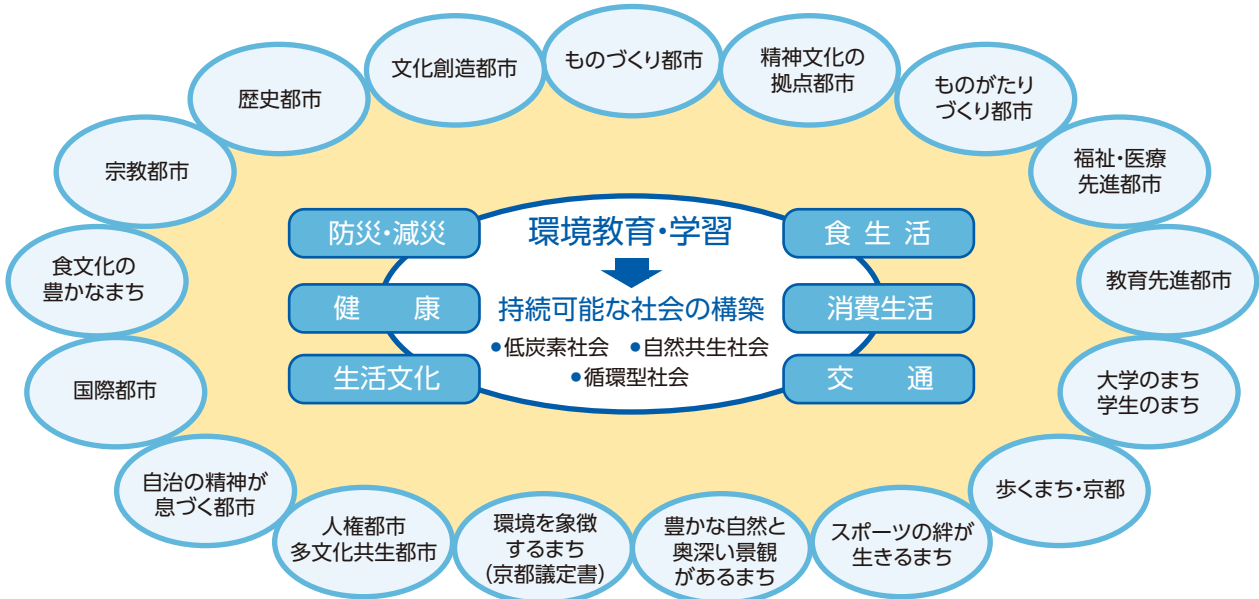 ものづくり都市
精神文化の
拠点都市
ものがたり
づくり都市
福祉・医療
先進都市
教育先進都市
大学のまち
学生のまち
歩くまち・京都
スポーツの絆が
生きるまち
豊かな自然と
奥深い景観
があるまち
環境を象徴
するまち
(京都議定書)
人権都市
多文化共生都市
自治の精神が
息づく都市
国際都市
食文化の
豊かなまち
宗教都市
歴史都市
文化創造都市
環境教育・学習
持続可能な社会の構築
•低炭素社会 •自然共生社会
•循環型社会
防災・減災
健 康
生活文化
食生活
消費生活
交 通